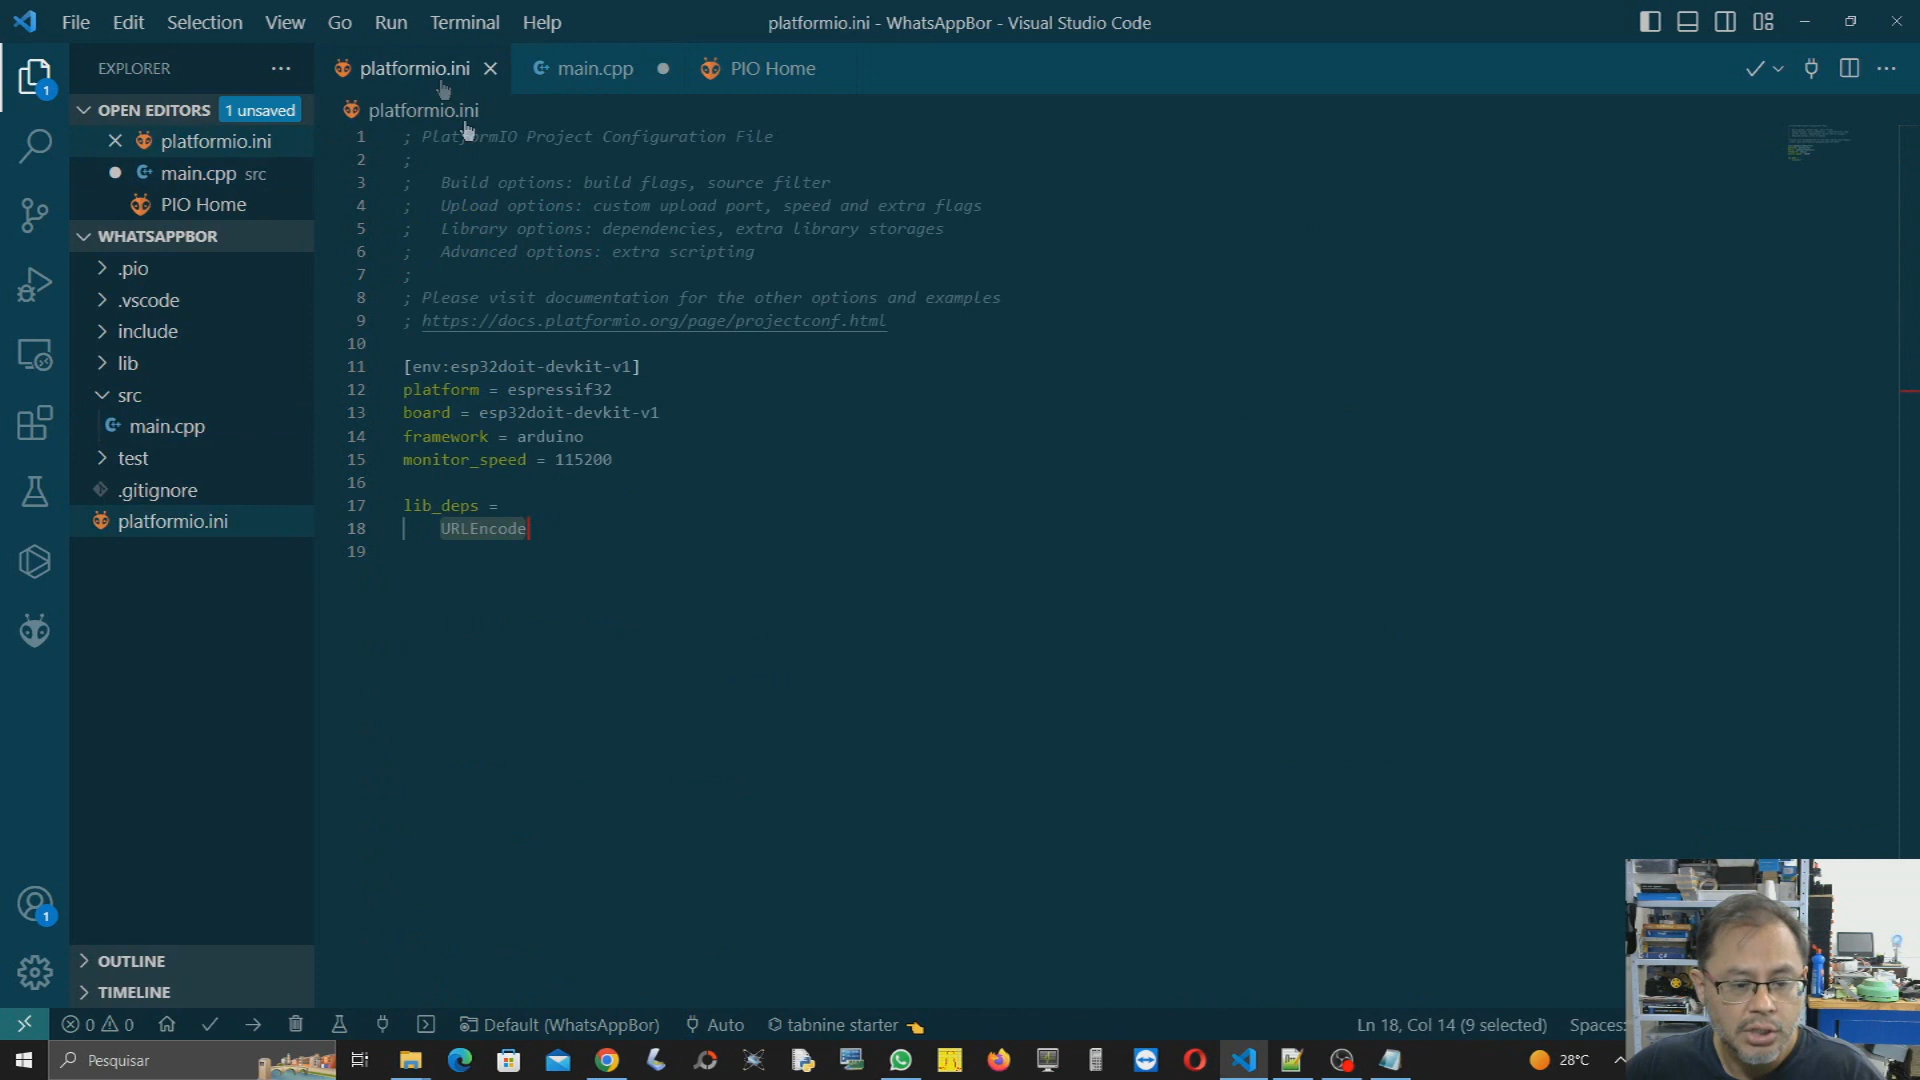 File Edit Selection View Go Run Terminal Help
platformio.ini - WhatsAppBor - Visual Studio Code
EXPLORER
platformio.ini
main.cpp
PIO Home
OPEN EDITORS
1 unsaved
platformio.ini
main.cpp src
PIO Home
WHATSAPPBOR
.pio
.vscode
include
lib
src
main.cpp
test
.gitignore
platformio.ini
OUTLINE
TIMELINE
1
1
platformio.ini
1 ; PlatformIO Project Configuration File
2 ;
3 ; Build options: build flags, source filter
4 ; Upload options: custom upload port, speed and extra flags
5 ; Library options: dependencies, extra library storages
6 ; Advanced options: extra scripting
7 ;
8 ; Please visit documentation for the other options and examples
9 ; https://docs.platformio.org/page/projectconf.html
10
11 [env:esp32doit-devkit-v1]
12 platform = espressif32
13 board = esp32doit-devkit-v1
14 framework = arduino
15 monitor_speed = 115200
16
17 lib_deps =
18 URLEncode
19
0 0 Default (WhatsAppBor) Auto tabnine starter Ln 18, Col 14 (9 selected) Spaces:
Pesquisar 28°C